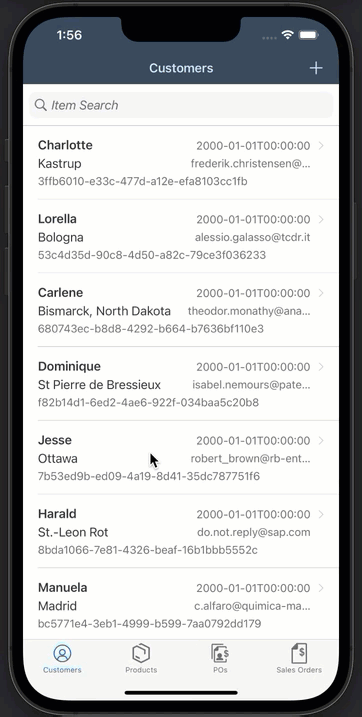 1:56
Customers +
Item Search
Charlotte 2000-01-01T00:00:00
Kastrup frederik.christensen@...
3ffb6010-e33c-477d-a12e-efa8103cc1fb
Lorella 2000-01-01T00:00:00
Bologna alessio.galasso@tcdr.it
53c4d35d-90c8-4d50-a82c-79ce3f036233
Carlene 2000-01-01T00:00:00
Bismarck, North Dakota theodor.monathy@ana...
680743ec-b8d8-4292-b664-b7636bf110e3
Dominique 2000-01-01T00:00:00
St Pierre de Bressieux isabel.nemours@pate...
f82b14d1-6ed2-4ae6-922f-034baa5c20b8
Jesse 2000-01-01T00:00:00
Ottawa robert_brown@rb-ent...
7b53ed9b-ed09-4a19-8d41-35dc787751f6
Harald 2000-01-01T00:00:00
St.-Leon Rot do.not.reply@sap.com
8bda1066-7e81-4326-beaf-16b1bbb5552c
Manuela 2000-01-01T00:00:00
Madrid c.alfaro@quimica-ma...
bc5771e4-3eb1-4999-b599-7aa0792dd179
Customers Products POs Sales Orders